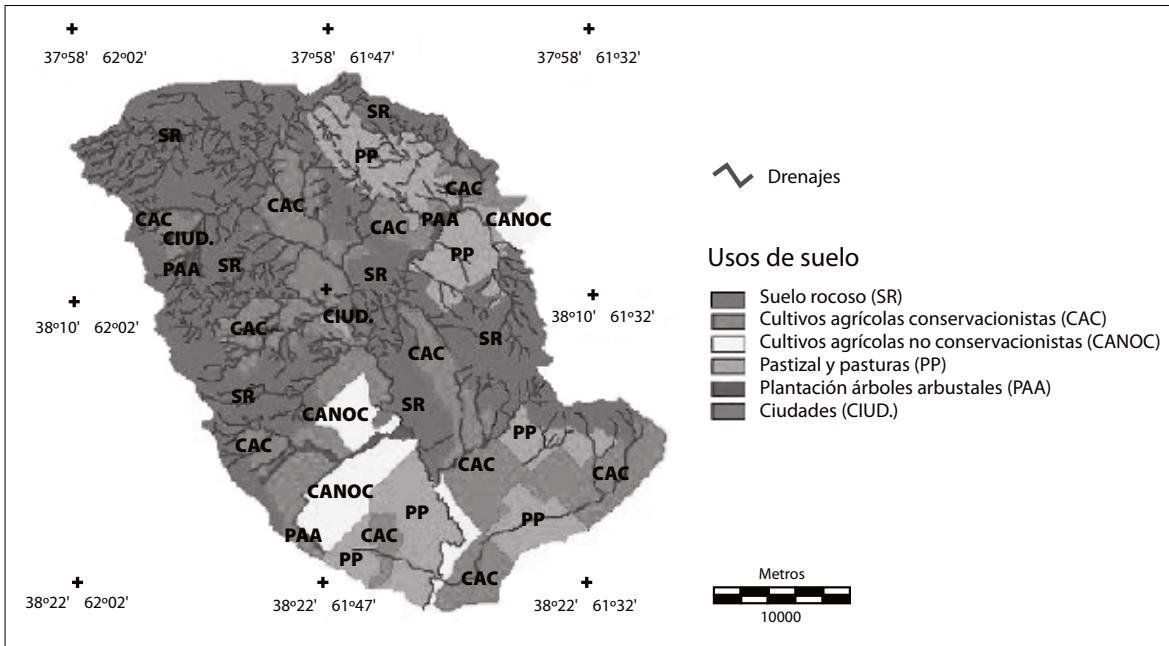 37º58' 62º02'
37º58' 61º47'
37º58' 61º32'
SR
SR
PP
CAC
CAC
CAC
CAC
PAA
CANOC
CIUD.
PAA
SR
SR
PP
38º10' 62º02'
38º10' 61º32'
CIUD.
CAC
SR
CAC
SR
CANOC
SR
PP
CAC
CAC
CAC
CANOC
PP
PP
PAA
CAC
PP
CAC
38º22' 62º02'
38º22' 61º47'
38º22' 61º32'
Drenajes
Usos de suelo
Suelo rocoso (SR)
Cultivos agrícolas conservacionistas (CAC)
Cultivos agrícolas no conservacionistas (CANOC)
Pastizal y pasturas (PP)
Plantación árboles arbustales (PAA)
Ciudades (CIUD.)
Metros
10000